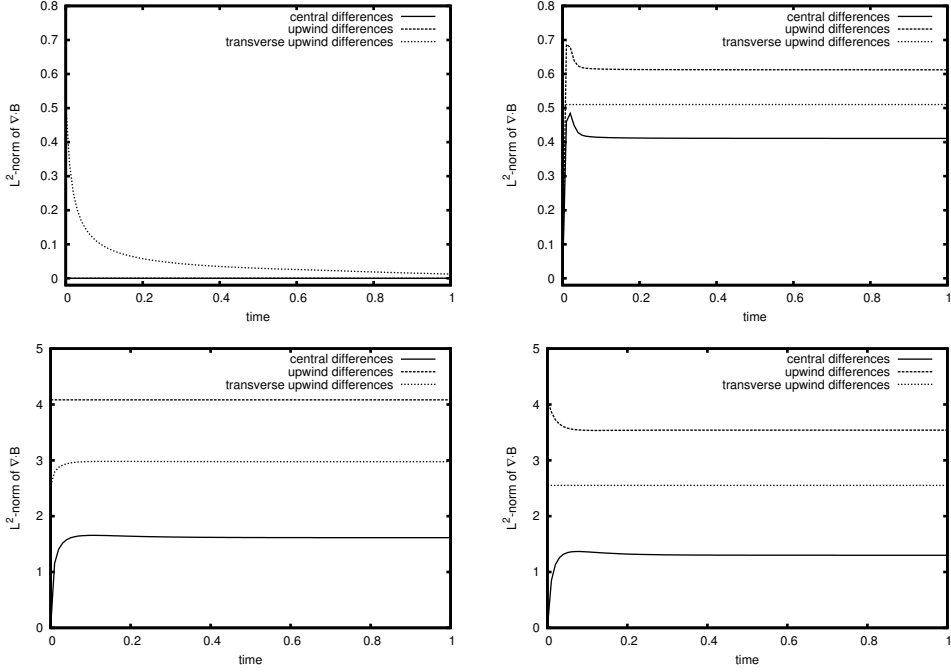 central differences
upwind differences
transverse upwind differences
L2-norm of ∇·B
0.8
0.7
0.6
0.5
0.4
0.3
0.2
0.1
0
0 0.2 0.4 0.6 0.8 1
time
central differences
upwind differences
transverse upwind differences
L2-norm of ∇·B
0.8
0.7
0.6
0.5
0.4
0.3
0.2
0.1
0
0 0.2 0.4 0.6 0.8 1
time
central differences
upwind differences
transverse upwind differences
L2-norm of ∇·B
5
4
3
2
1
0
0 0.2 0.4 0.6 0.8 1
time
central differences
upwind differences
transverse upwind differences
L2-norm of ∇·B
5
4
3
2
1
0
0 0.2 0.4 0.6 0.8 1
time